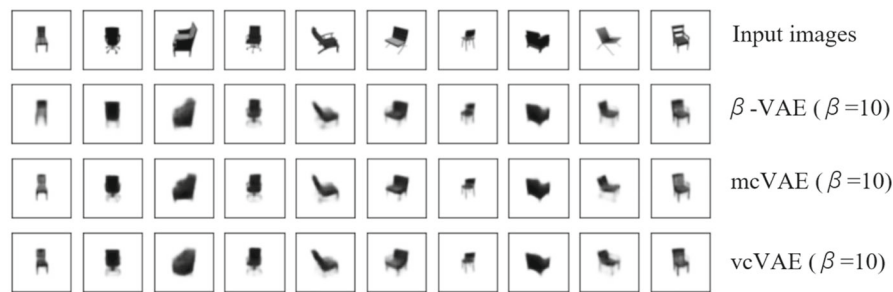 Input images
β-VAE (β=10)
mcVAE (β=10)
vcVAE (β=10)